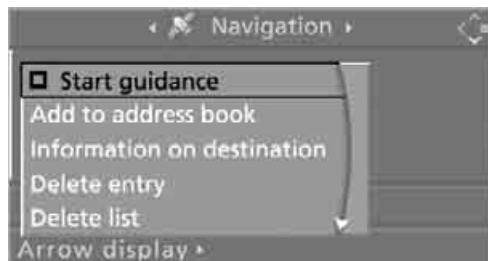 Navigation
Start guidance
Add to address book
Information on destination
Delete entry
Delete list
Arrow display